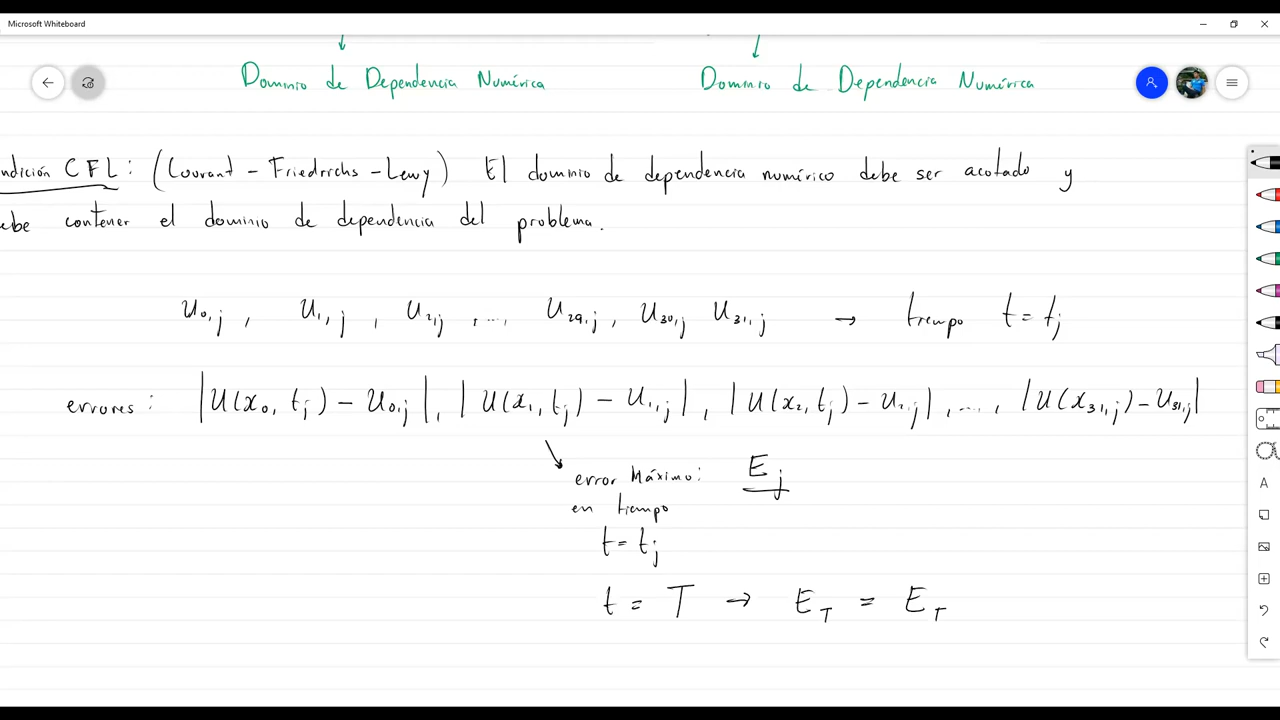 Microsoft Whiteboard
Dominio de Dependencia Numérica Dominio de Dependencia Numérica
ndición CFL: (Courant - Friedrichs - Lewy) El dominio de dependencia numérico debe ser acotado y
ebe contener el dominio de dependencia del problema.
u₀,ⱼ , u₁,ⱼ , u₂,ⱼ , ..., u₂₉,ⱼ , u₃₀,ⱼ u₃₁,ⱼ → tiempo t = tⱼ
errores: |u(x₀, tⱼ) - u₀,ⱼ|, |u(x₁, tⱼ) - u₁,ⱼ|, |u(x₂, tⱼ) - u₂,ⱼ|, ..., |u(x₃₁,ⱼ) - u₃₁,ⱼ|
error Máximo: Eⱼ
en tiempo
t = tⱼ
t = T → E_T = E_T
A